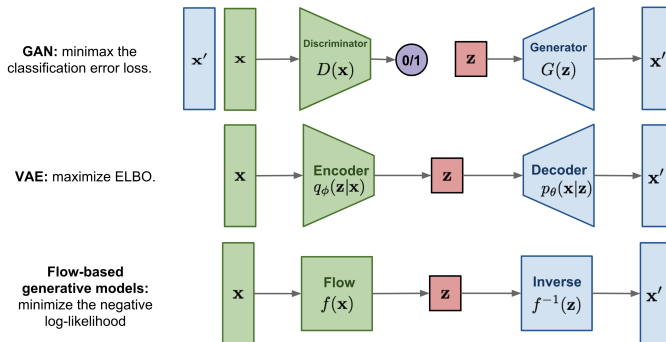 GAN: minimax the
classification error loss.
x′
x
Discriminator
D(x)
0/1
z
Generator
G(z)
x′
VAE: maximize ELBO.
x
Encoder
qϕ(z|x)
z
Decoder
pθ(x|z)
x′
Flow-based
generative models:
minimize the negative
log-likelihood
x
Flow
f(x)
z
Inverse
f⁻¹(z)
x′